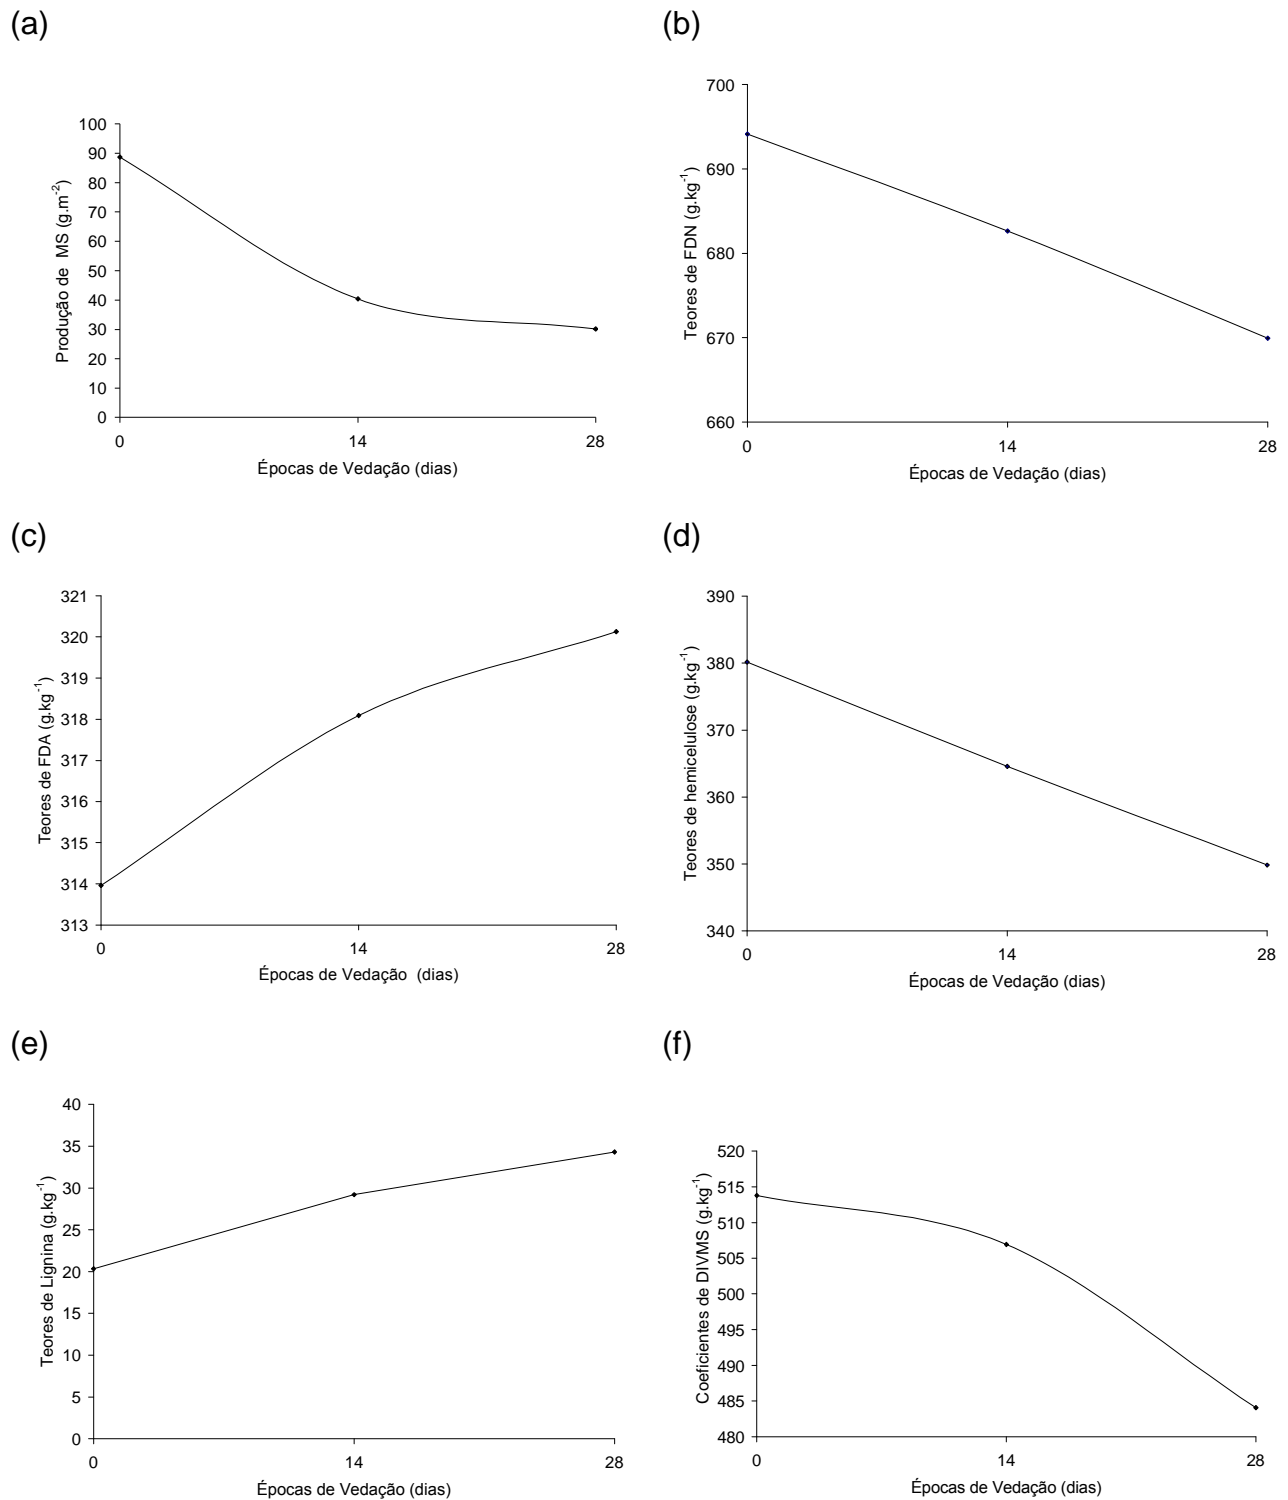 (a)
Produção de MS (g.m-2)
100
90
80
70
60
50
40
30
20
10
0
0 14 28
Épocas de Vedação (dias)
(b)
Teores de FDN (g.kg-1)
700
690
680
670
660
0 14 28
Épocas de Vedação (dias)
(c)
Teores de FDA (g.kg-1)
321
320
319
318
317
316
315
314
313
0 14 28
Épocas de Vedação (dias)
(d)
Teores de hemicelulose (g.kg-1)
390
380
370
360
350
340
0 14 28
Épocas de Vedação (dias)
(e)
Teores de Lignina (g.kg-1)
40
35
30
25
20
15
10
5
0
0 14 28
Épocas de Vedação (dias)
(f)
Coeficientes de DIVMS (g.kg-1)
520
515
510
505
500
495
490
485
480
0 14 28
Épocas de Vedação (dias)